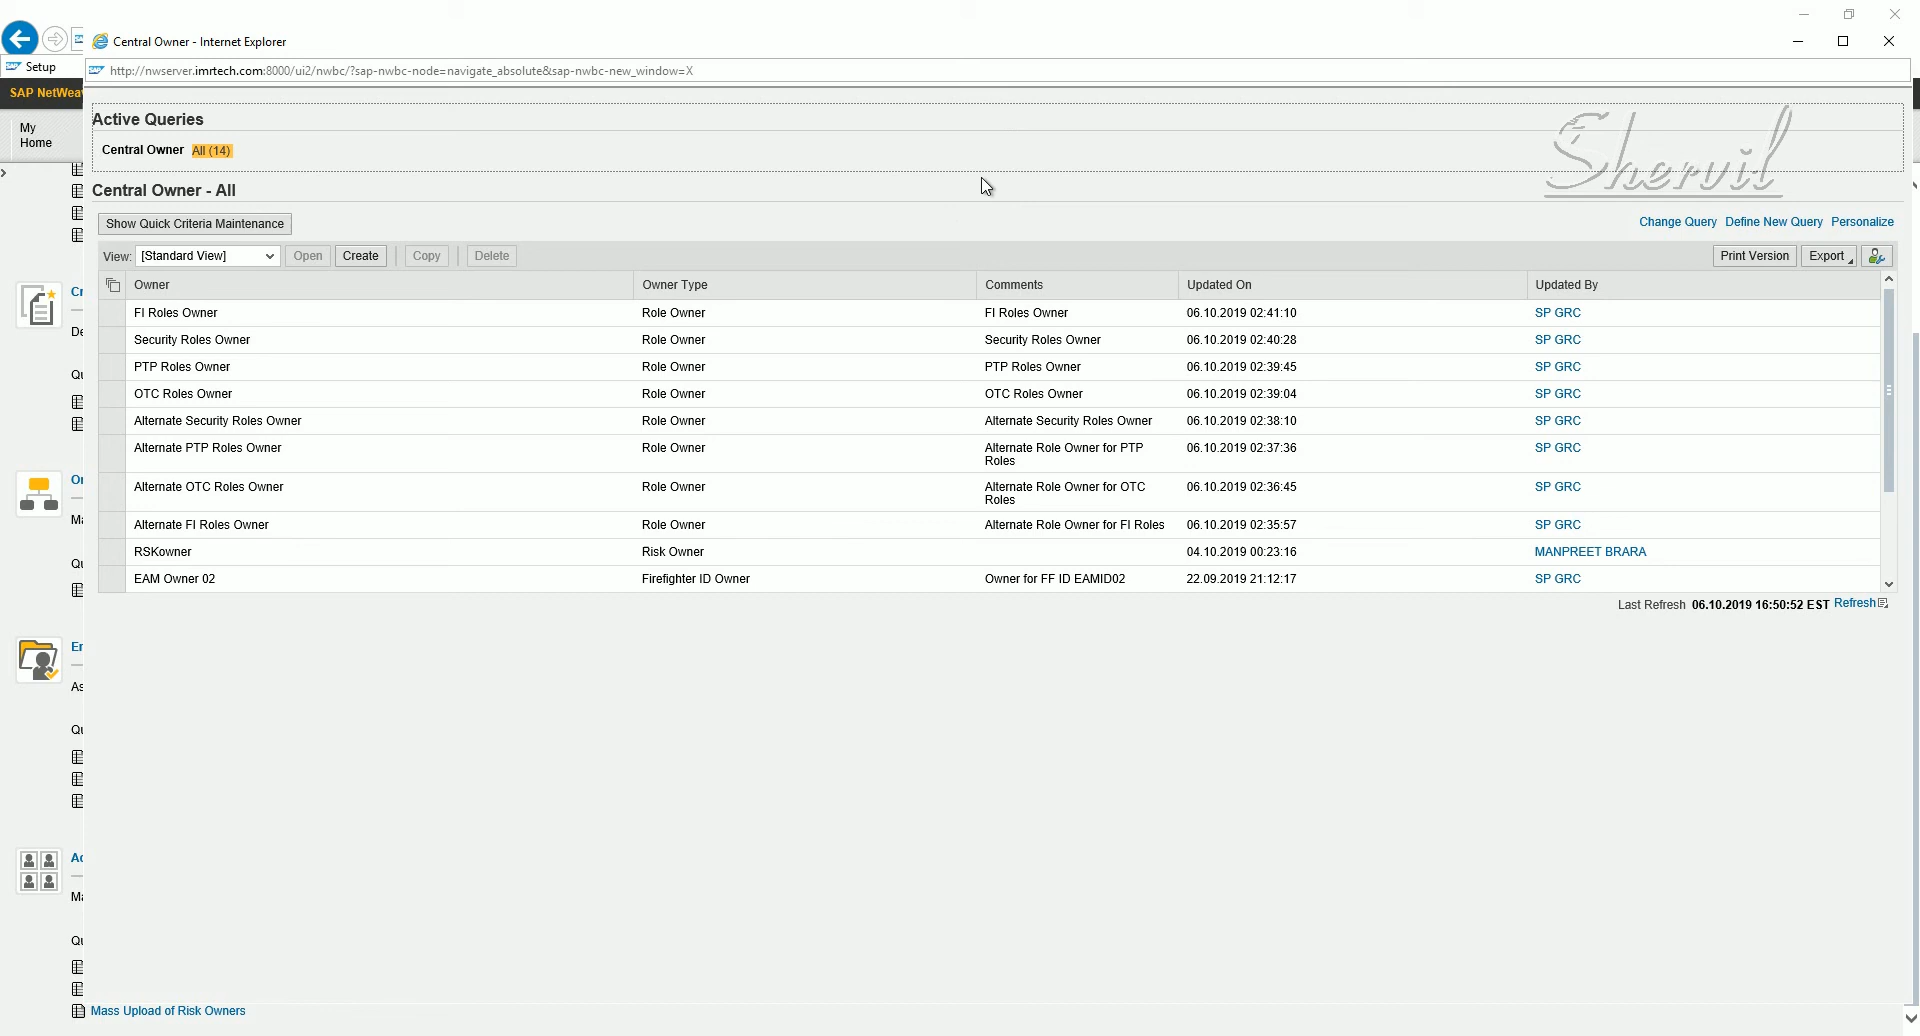 Central Owner - Internet Explorer
Setup
http://nwserver.imrtech.com:8000/ui2/nwbc/?sap-nwbc-node=navigate_absolute&sap-nwbc-new_window=X
SAP NetWea
My
Home
Active Queries
Central Owner All (14)
Shervil
Central Owner - All
Show Quick Criteria Maintenance
Change Query Define New Query Personalize
View: [Standard View] Open Create Copy Delete Print Version Export
Owner Owner Type Comments Updated On Updated By
FI Roles Owner Role Owner FI Roles Owner 06.10.2019 02:41:10 SP GRC
Security Roles Owner Role Owner Security Roles Owner 06.10.2019 02:40:28 SP GRC
PTP Roles Owner Role Owner PTP Roles Owner 06.10.2019 02:39:45 SP GRC
OTC Roles Owner Role Owner OTC Roles Owner 06.10.2019 02:39:04 SP GRC
Alternate Security Roles Owner Role Owner Alternate Security Roles Owner 06.10.2019 02:38:10 SP GRC
Alternate PTP Roles Owner Role Owner Alternate Role Owner for PTP Roles 06.10.2019 02:37:36 SP GRC
Alternate OTC Roles Owner Role Owner Alternate Role Owner for OTC Roles 06.10.2019 02:36:45 SP GRC
Alternate FI Roles Owner Role Owner Alternate Role Owner for FI Roles 06.10.2019 02:35:57 SP GRC
RSKowner Risk Owner 04.10.2019 00:23:16 MANPREET BRARA
EAM Owner 02 Firefighter ID Owner Owner for FF ID EAMID02 22.09.2019 21:12:17 SP GRC
Last Refresh 06.10.2019 16:50:52 EST Refresh
Mass Upload of Risk Owners